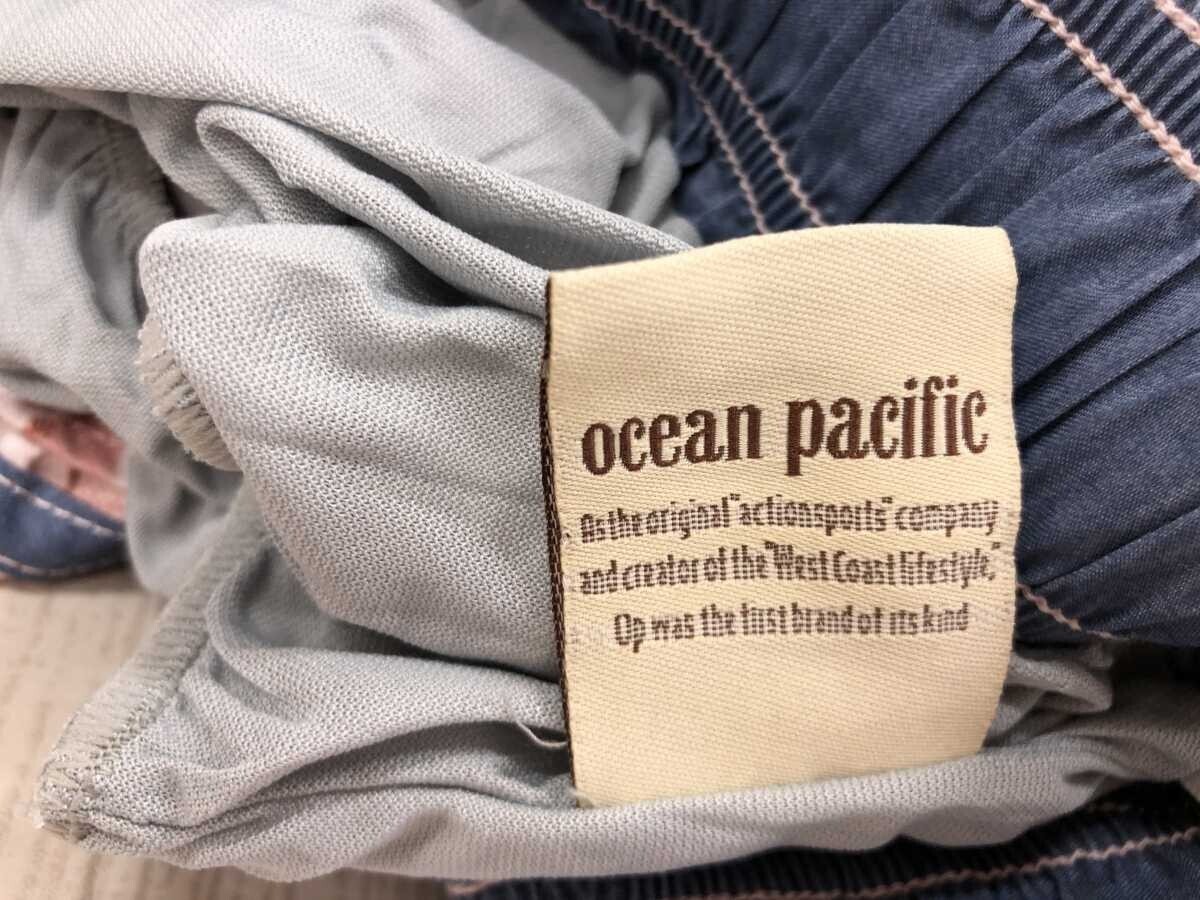 ocean pacific
As the original "actionsports" company
and creator of the "West Coast lifestyle,"
Op was the first brand of its kind